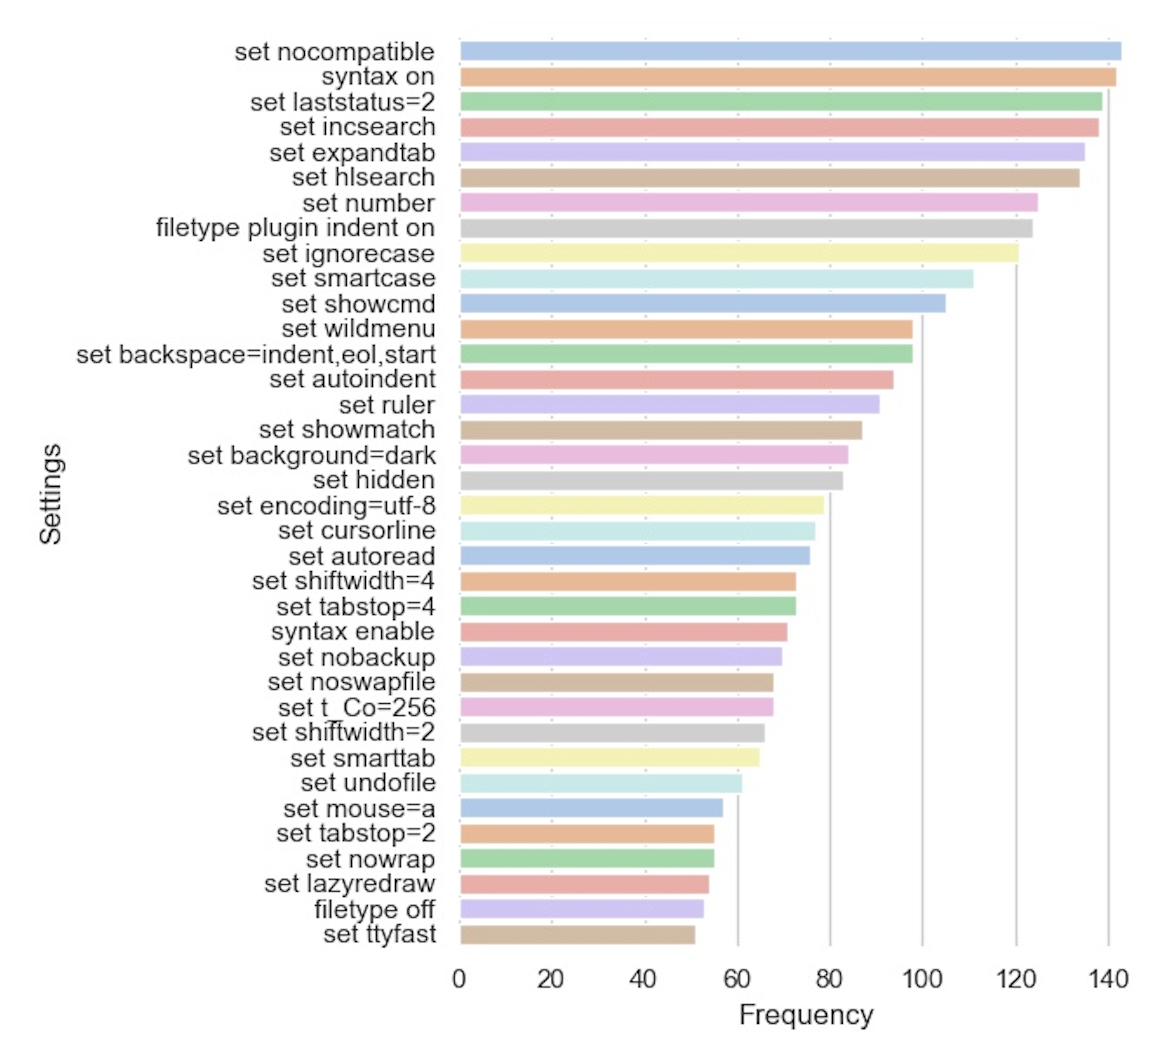 set nocompatible
syntax on
set laststatus=2
set incsearch
set expandtab
set hlsearch
set number
filetype plugin indent on
set ignorecase
set smartcase
set showcmd
set wildmenu
set backspace=indent,eol,start
set autoindent
set ruler
set showmatch
set background=dark
set hidden
set encoding=utf-8
set cursorline
set autoread
set shiftwidth=4
set tabstop=4
syntax enable
set nobackup
set noswapfile
set t_Co=256
set shiftwidth=2
set smarttab
set undofile
set mouse=a
set tabstop=2
set nowrap
set lazyredraw
filetype off
set ttyfast
Settings
0 20 40 60 80 100 120 140
Frequency